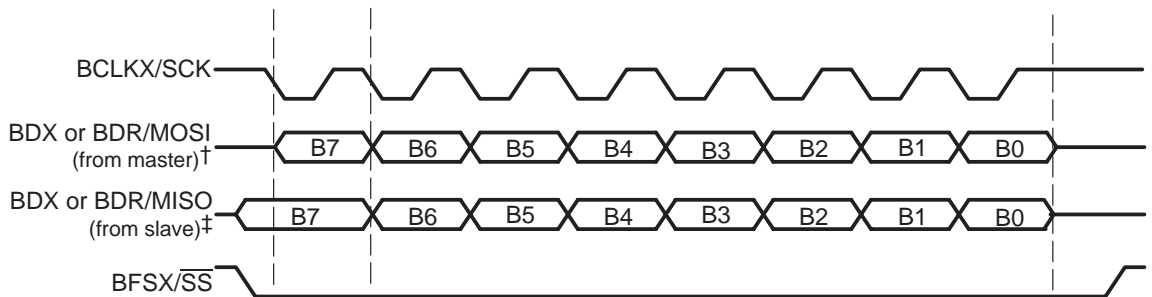 BCLKX/SCK
BDX or BDR/MOSI
(from master)†
B7 B6 B5 B4 B3 B2 B1 B0
BDX or BDR/MISO
(from slave)‡
B7 B6 B5 B4 B3 B2 B1 B0
BFSX/S̅S̅